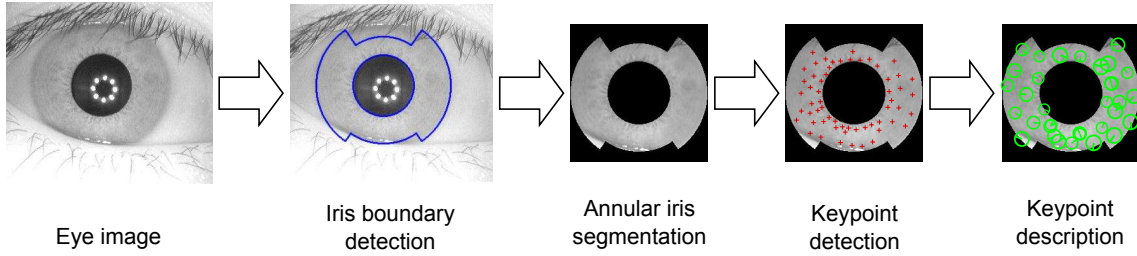 Eye image
Iris boundary
detection
Annular iris
segmentation
Keypoint
detection
Keypoint
description